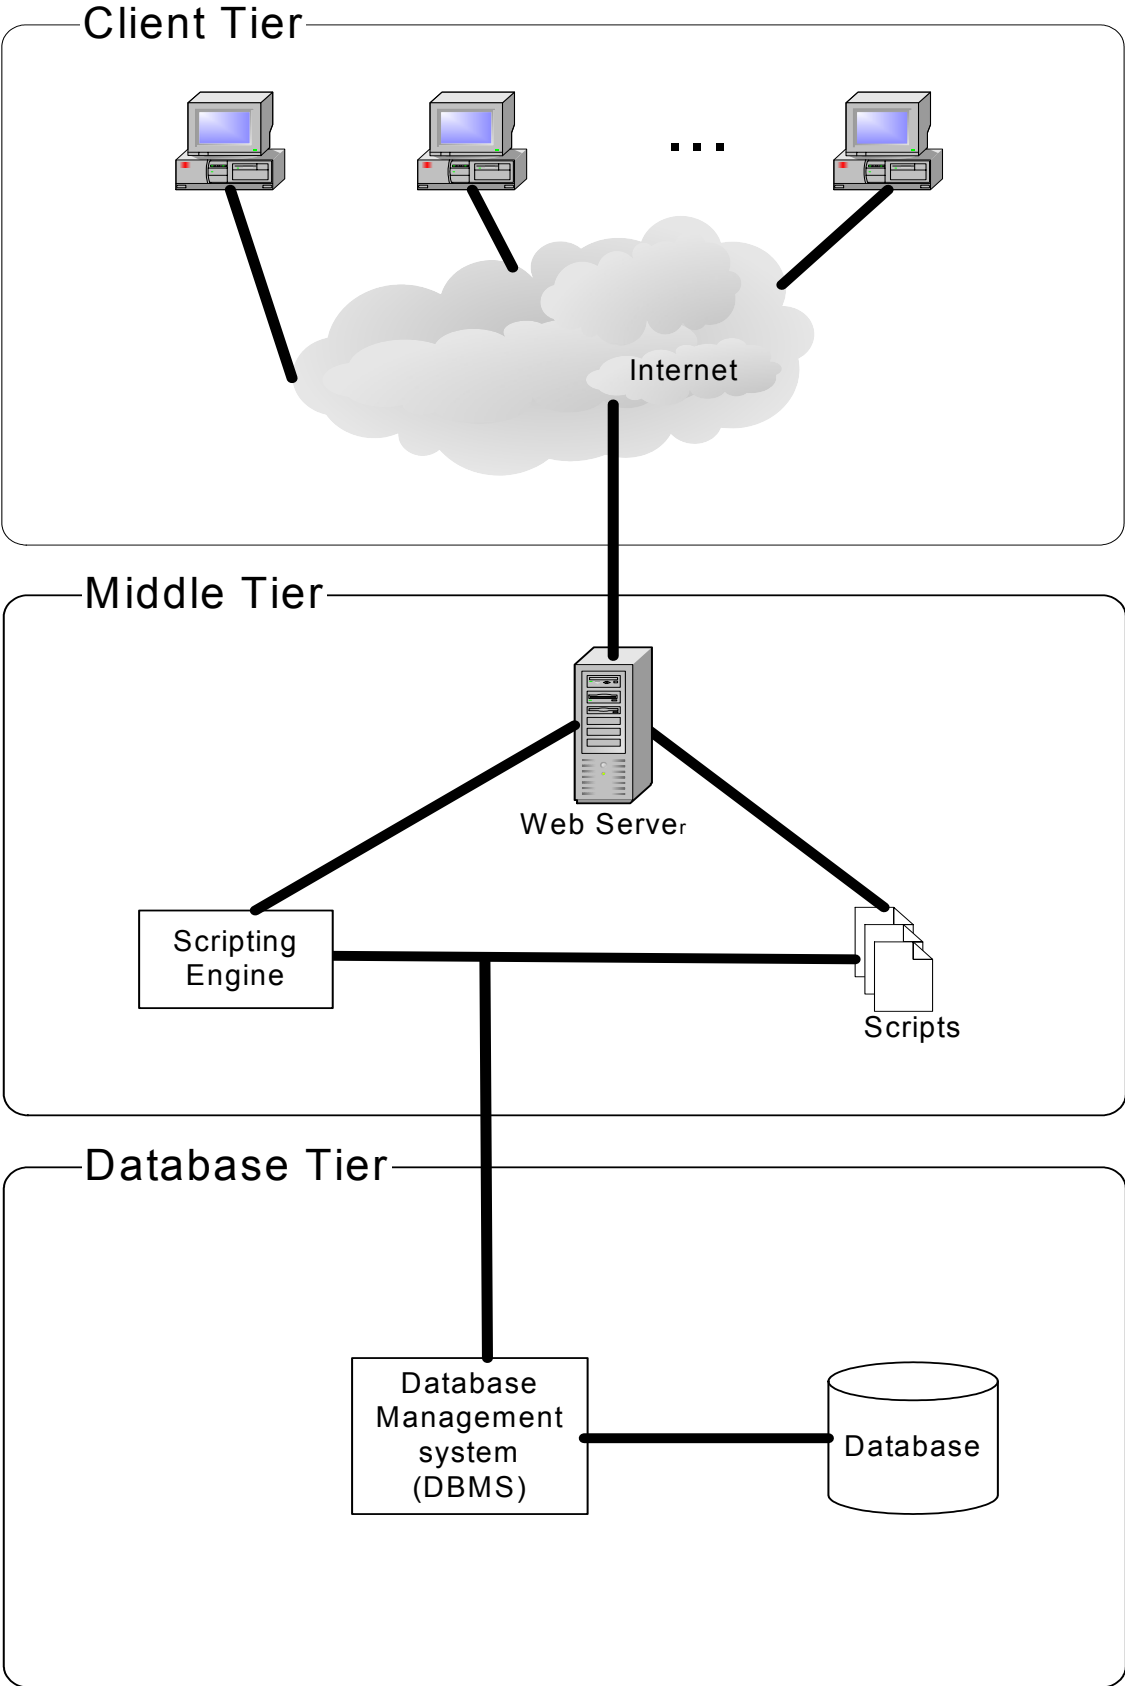 Client Tier
...
Internet
Middle Tier
Web Server
Scripting
Engine
Scripts
Database Tier
Database
Management
system
(DBMS)
Database